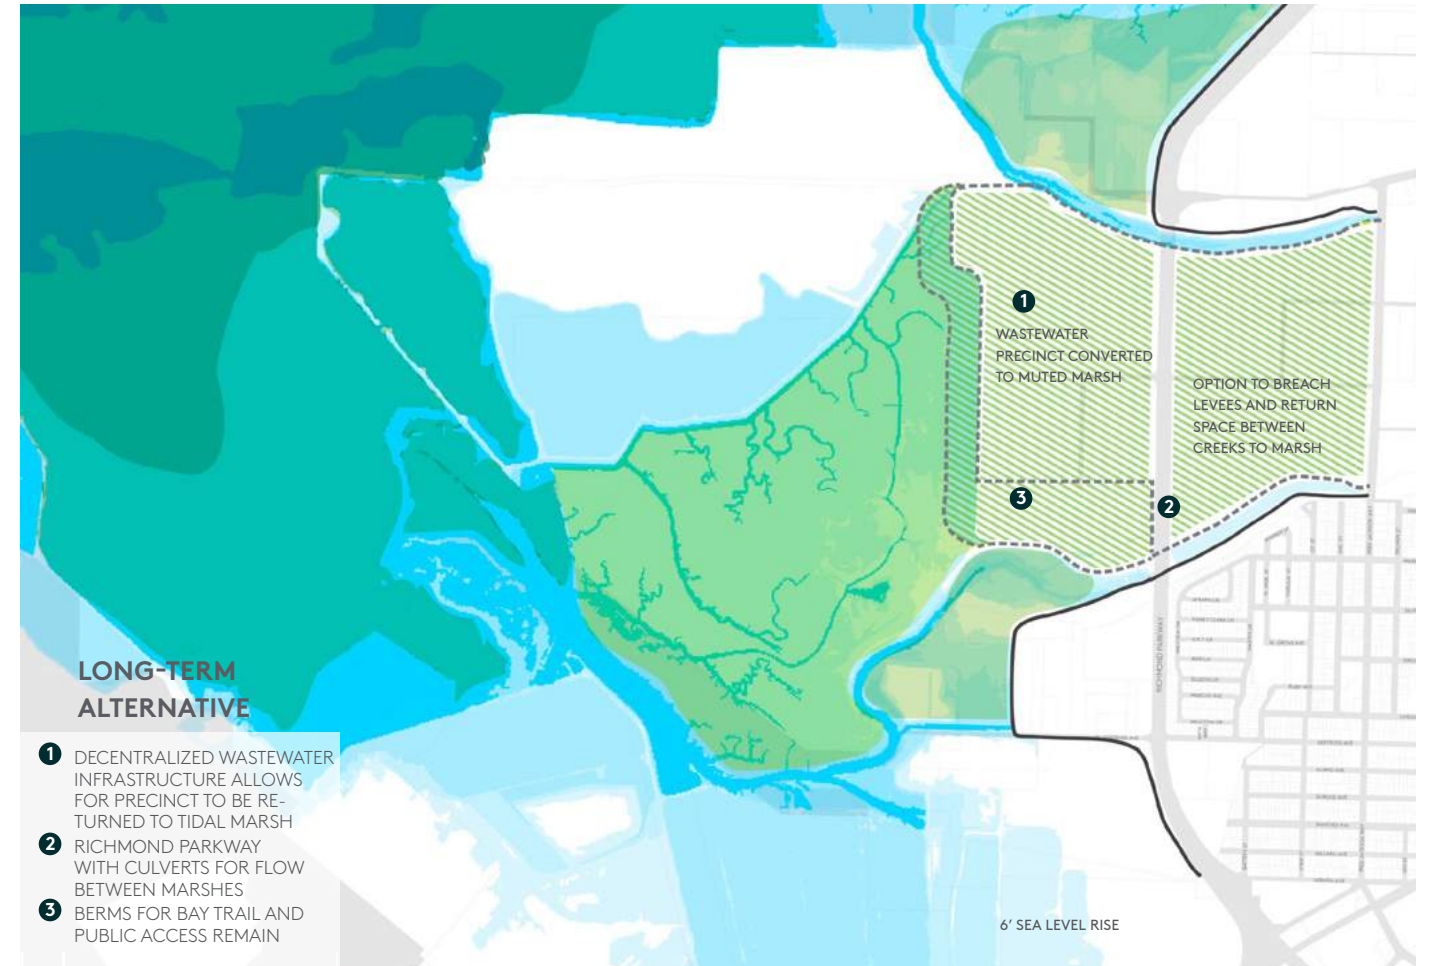 1
WASTEWATER
PRECINCT CONVERTED
TO MUTED MARSH
OPTION TO BREACH
LEVEES AND RETURN
SPACE BETWEEN
CREEKS TO MARSH
3
2
RICHMOND PARKWAY
LONG-TERM
ALTERNATIVE
1 DECENTRALIZED WASTEWATER
INFRASTRUCTURE ALLOWS
FOR PRECINCT TO BE RE-
TURNED TO TIDAL MARSH
2 RICHMOND PARKWAY
WITH CULVERTS FOR FLOW
BETWEEN MARSHES
3 BERMS FOR BAY TRAIL AND
PUBLIC ACCESS REMAIN
6’ SEA LEVEL RISE